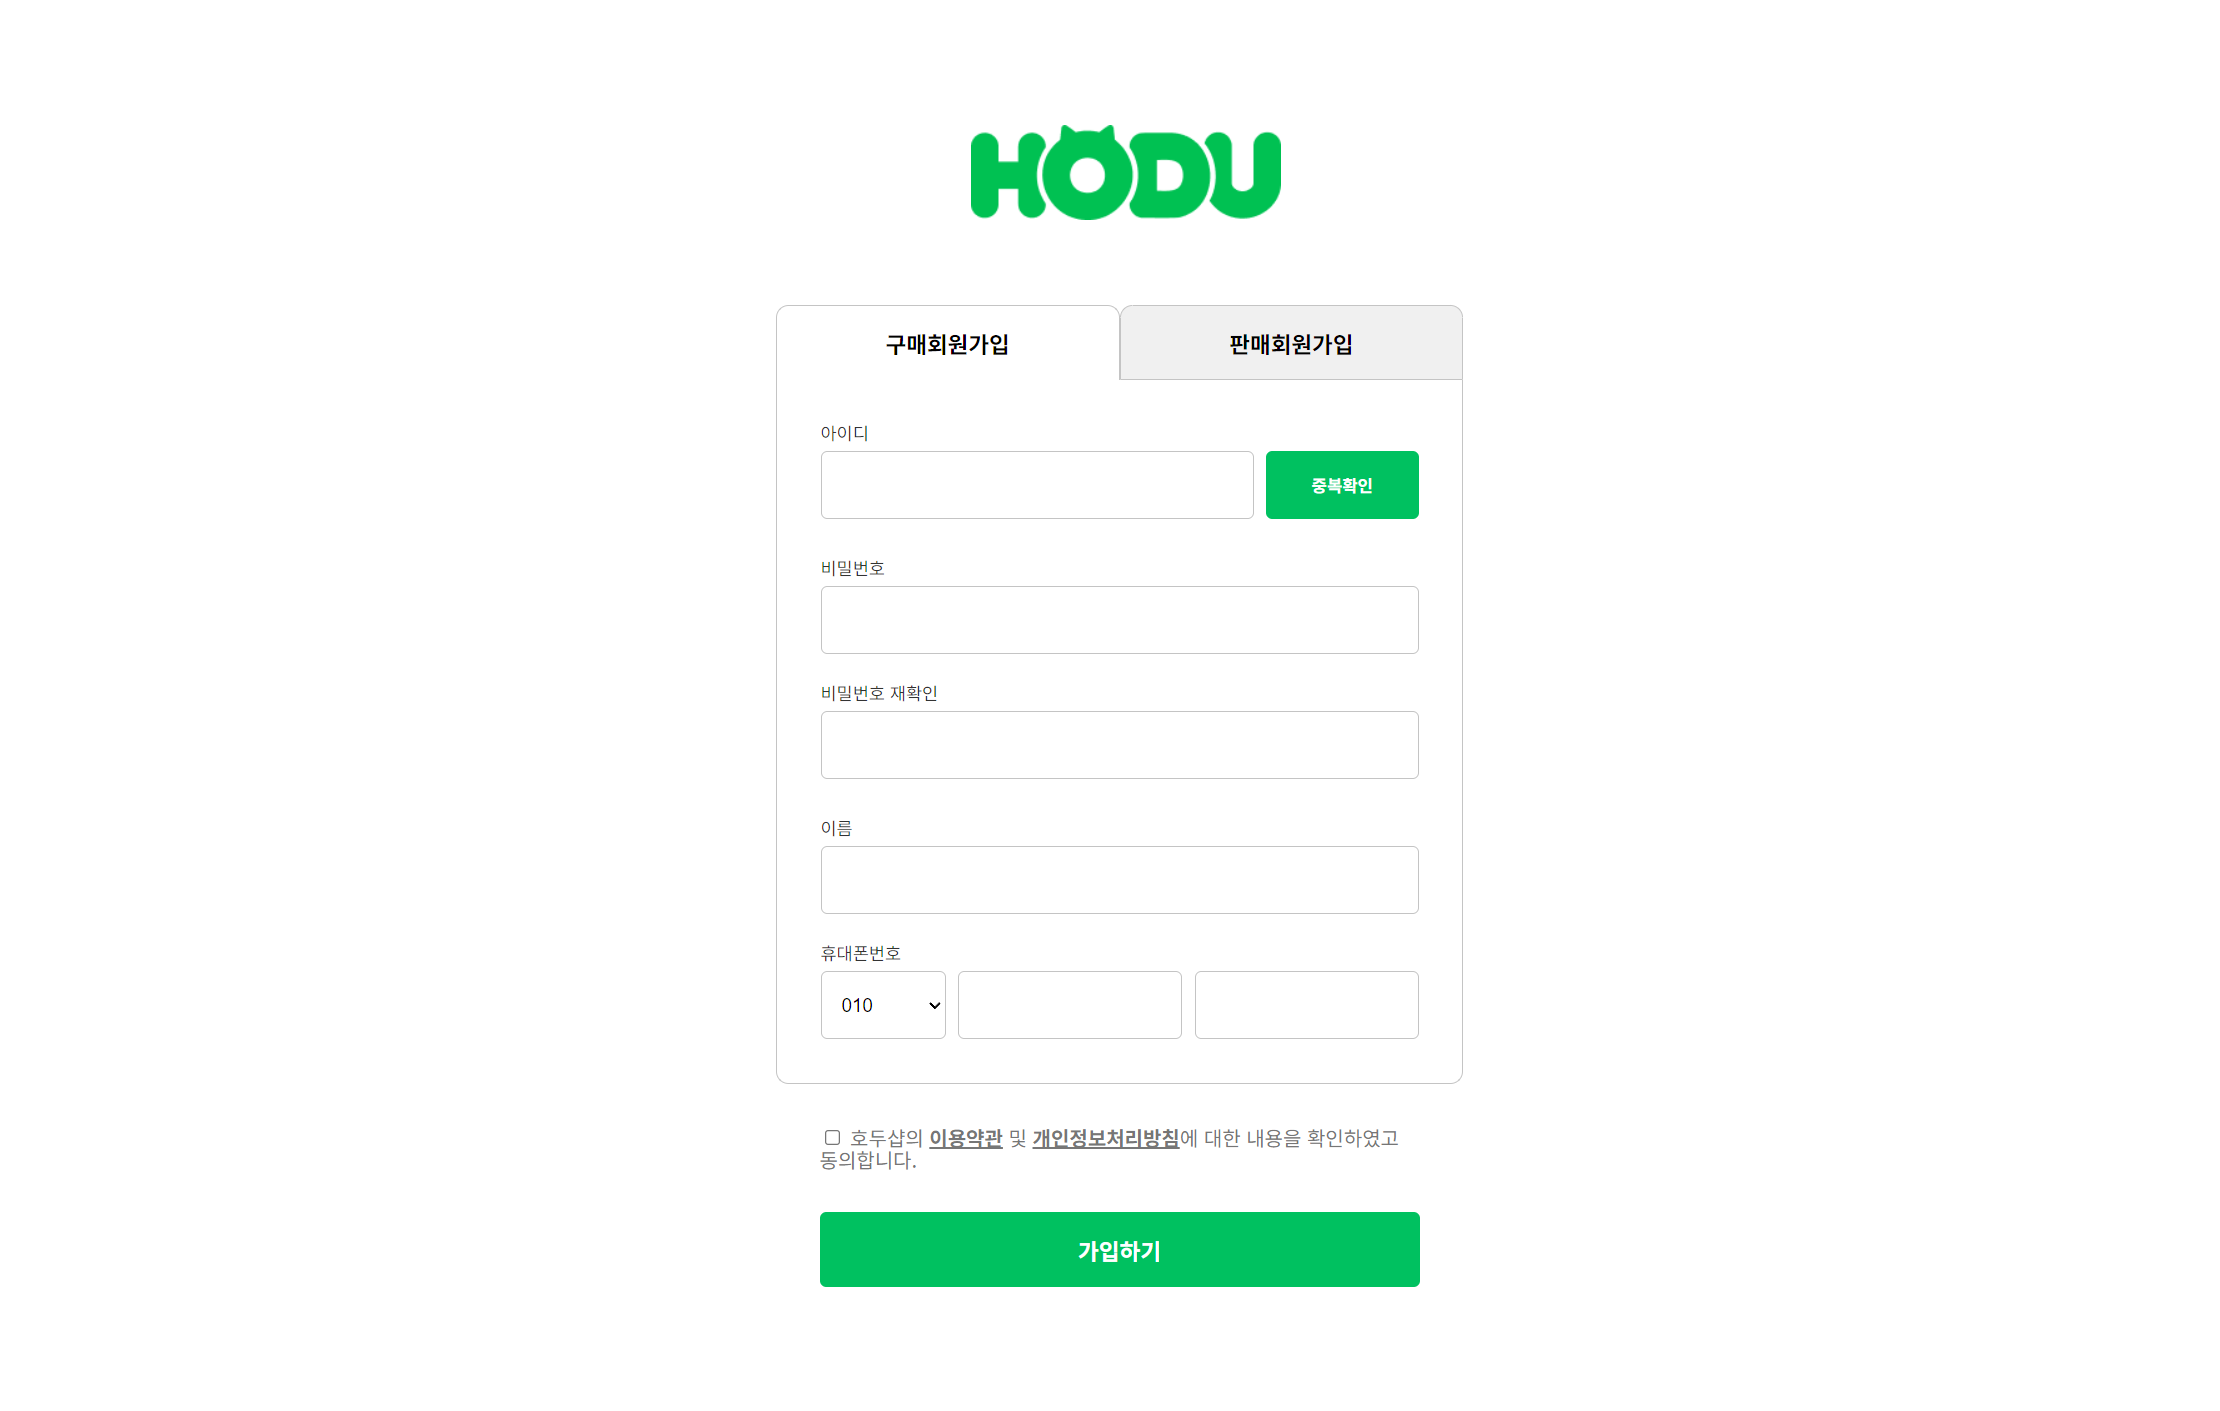 HODU
구매회원가입 판매회원가입
아이디
중복확인
비밀번호
비밀번호 재확인
이름
휴대폰번호
010
호두샵의 이용약관 및 개인정보처리방침에 대한 내용을 확인하였고
동의합니다.
가입하기